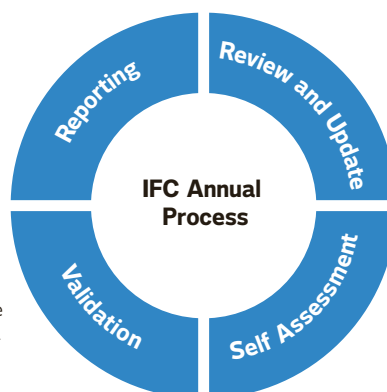 Reporting
Review and Update
IFC Annual
Process
Validation
Self Assessment
e